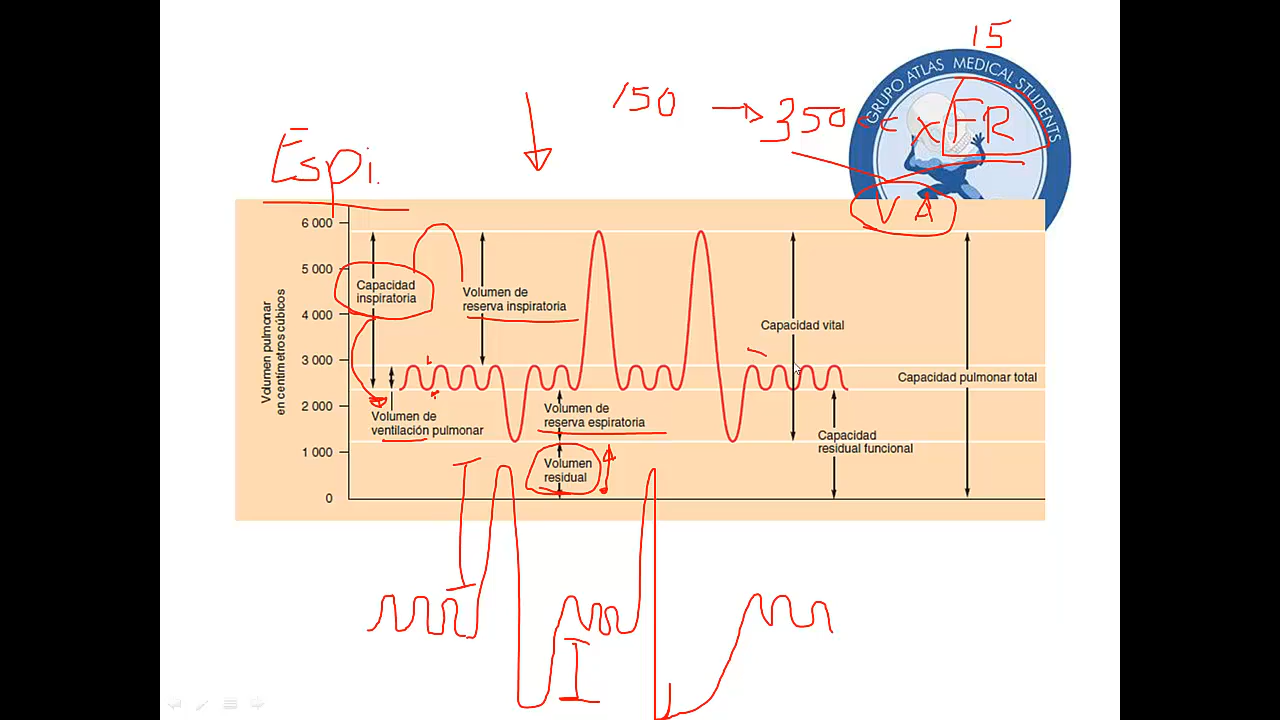 15
GRUPO ATLAS MEDICAL STUDENTS
150 → 350 cc x FR
Espi.
V A
6 000
5 000
4 000
3 000
2 000
1 000
0
Volumen pulmonar
en centímetros cúbicos
Capacidad
inspiratoria
Volumen de
reserva inspiratoria
Capacidad vital
Capacidad pulmonar total
Volumen de
ventilación pulmonar
Volumen de
reserva espiratoria
Capacidad
residual funcional
Volumen
residual